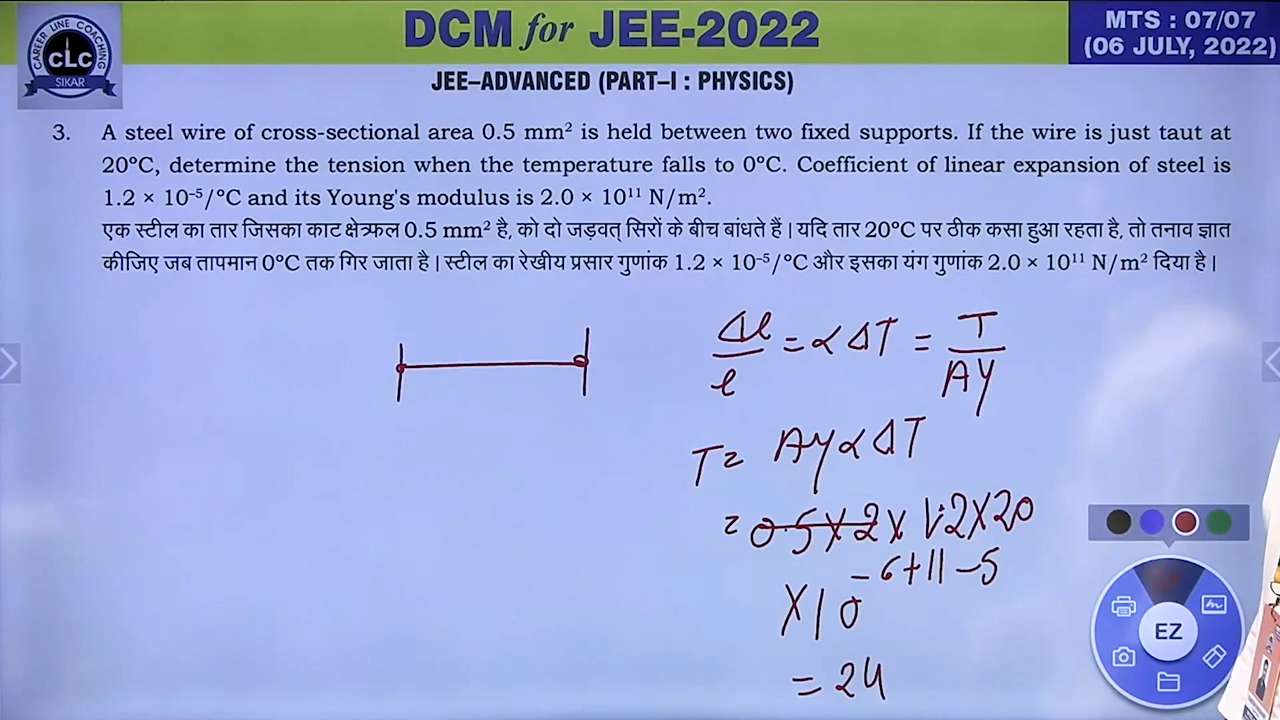 CAREER LINE COACHING
CLC
SIKAR
DCM for JEE-2022
MTS : 07/07
(06 JULY, 2022)
JEE–ADVANCED (PART–I : PHYSICS)
3. A steel wire of cross-sectional area 0.5 mm² is held between two fixed supports. If the wire is just taut at
20°C, determine the tension when the temperature falls to 0°C. Coefficient of linear expansion of steel is
1.2 × 10⁻⁵/°C and its Young's modulus is 2.0 × 10¹¹ N/m².
एक स्टील का तार जिसका काट क्षेत्र्फल 0.5 mm² है, को दो जड़वत् सिरों के बीच बांधते हैं। यदि तार 20°C पर ठीक कसा हुआ रहता है, तो तनाव ज्ञात
कीजिए जब तापमान 0°C तक गिर जाता है। स्टील का रेखीय प्रसार गुणांक 1.2 × 10⁻⁵/°C और इसका यंग गुणांक 2.0 × 10¹¹ N/m² दिया है।
Δl/l = αΔT = T/AY
T = AYαΔT
= 0.5×2×1.2×20
×10⁻⁶⁺¹¹⁻⁵
= 24
EZ